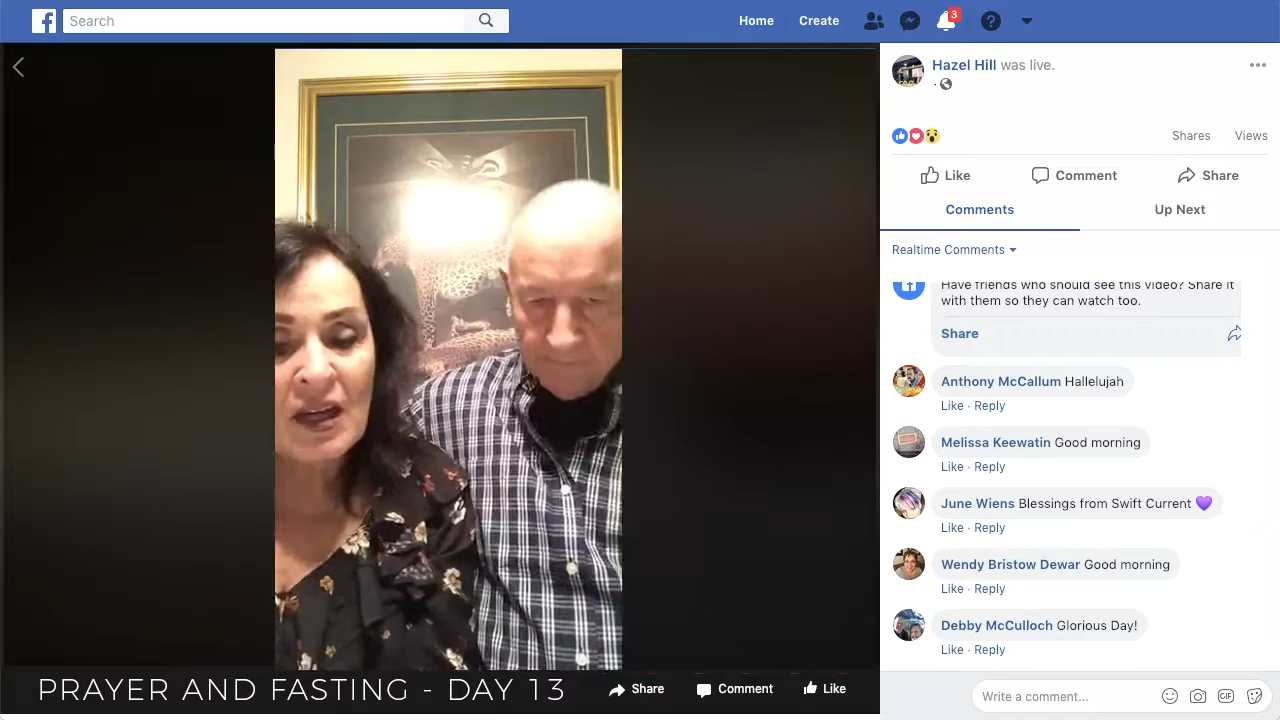 Search
Home
Create
3
Hazel Hill was live.
Shares Views
Like Comment Share
Comments Up Next
Realtime Comments
Have friends who should see this video? Share it
with them so they can watch too.
Share
Anthony McCallum Hallelujah
Like · Reply
Melissa Keewatin Good morning
Like · Reply
June Wiens Blessings from Swift Current 💜
Like · Reply
Wendy Bristow Dewar Good morning
Like · Reply
Debby McCulloch Glorious Day!
Like · Reply
PRAYER AND FASTING - DAY 13
Share Comment Like
Write a comment...
GIF